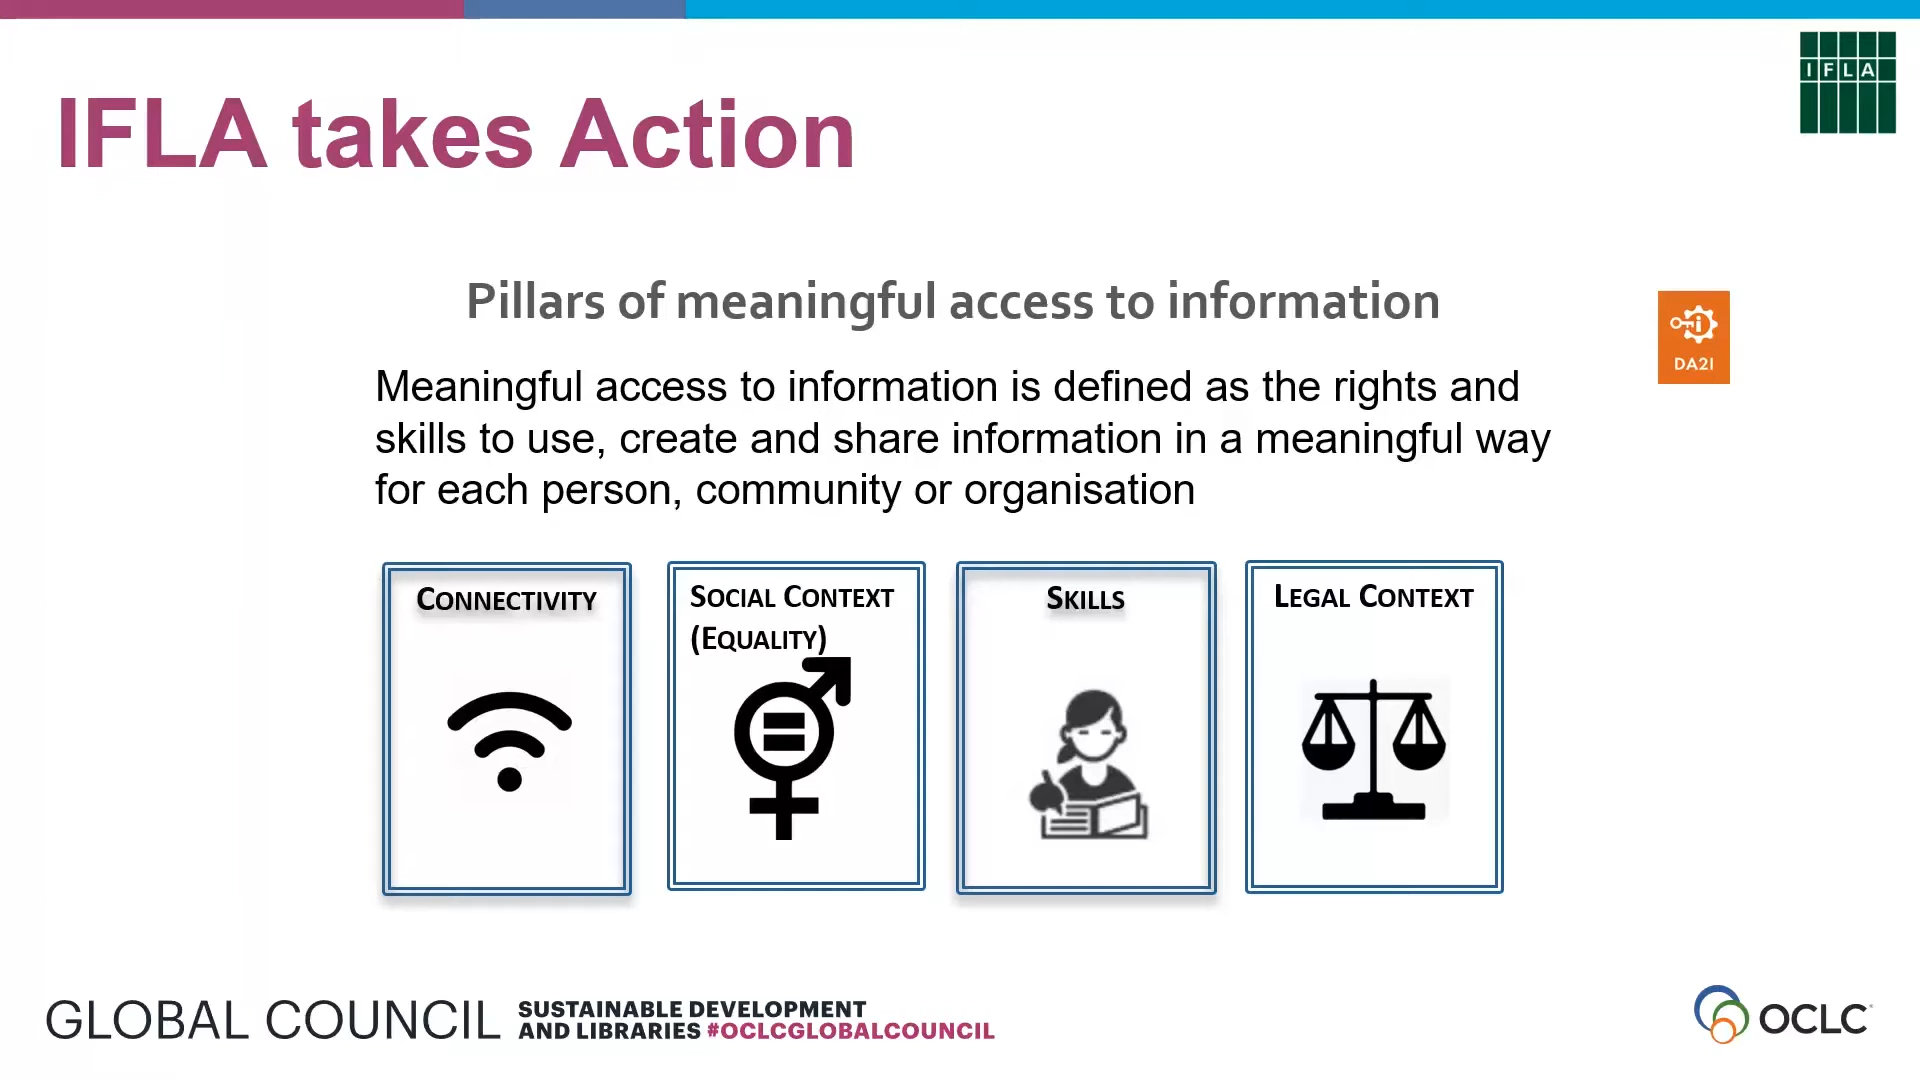 IFLA
IFLA takes Action
Pillars of meaningful access to information
DA2I
Meaningful access to information is defined as the rights and
skills to use, create and share information in a meaningful way
for each person, community or organisation
CONNECTIVITY
SOCIAL CONTEXT
(EQUALITY)
SKILLS
LEGAL CONTEXT
GLOBAL COUNCIL
SUSTAINABLE DEVELOPMENT
AND LIBRARIES #OCLCGLOBALCOUNCIL
OCLC